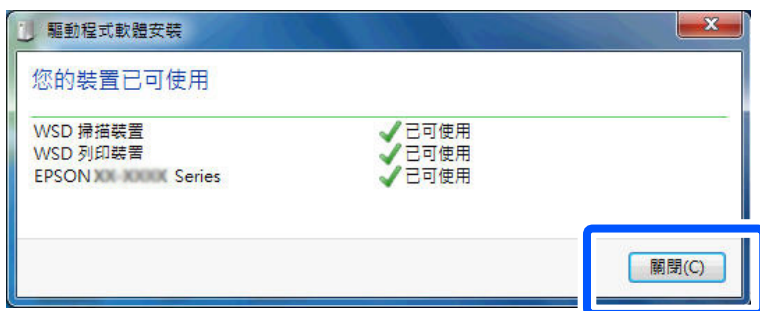 驅動程式軟體安裝
您的裝置已可使用
WSD 掃描裝置 已可使用
WSD 列印裝置 已可使用
EPSON Series 已可使用
關閉(C)